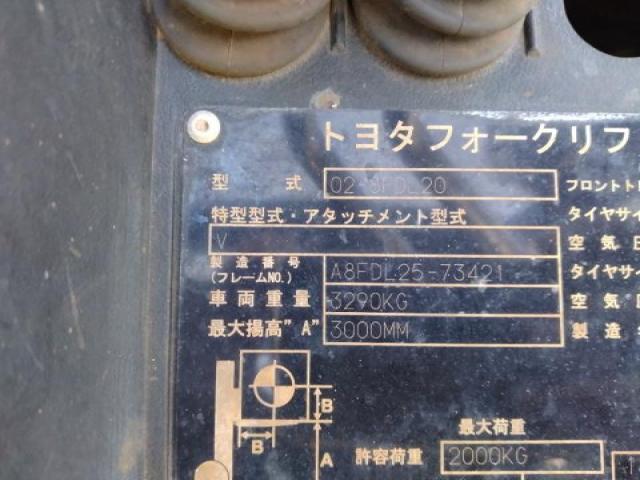 トヨタフォークリフ
型 式 02-8FDL20 フロントト
特型型式・アタッチメント型式 タイヤサイ
V 空気
製造番号 A8FDL25-73421 タイヤサイ
(フレームNO.)
車両重量 3290KG 空気
最大揚高"A" 3000MM 製造
B
B A
最大荷重
許容荷重 2000KG